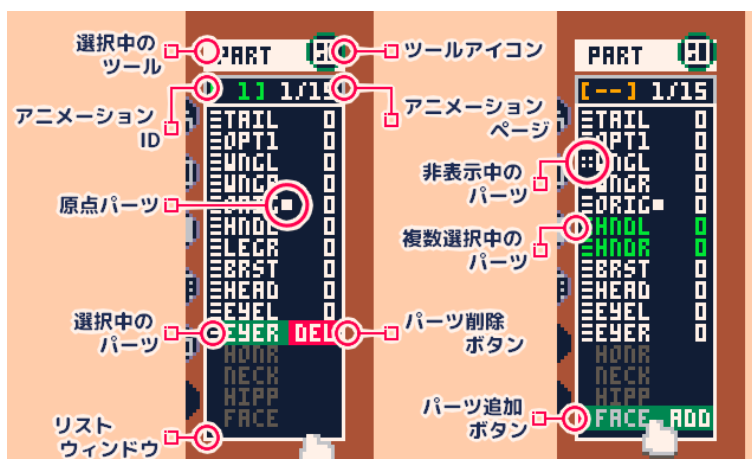 選択中の
ツール
アニメーション
ID
原点パーツ
選択中の
パーツ
リスト
ウィンドウ
PART
1] 1/15
TAIL 0
OPT1 0
WNGL 0
WNGR 0
ORIG 0
HNDL 0
LEGR 0
BRST 0
HEAD 0
EYEL 0
EYER DEL
HDNR
NECK
HIPP
FACE
ツールアイコン
アニメーション
ページ
非表示中の
パーツ
複数選択中の
パーツ
パーツ削除
ボタン
パーツ追加
ボタン
PART
[--] 1/15
TAIL 0
OPT1 0
WNGL 0
WNGR 0
ORIG 0
HNDL 0
HNDR 0
BRST 0
HEAD 0
EYEL 0
EYER 0
HDNR
NECK
HIPP
FACE ADD